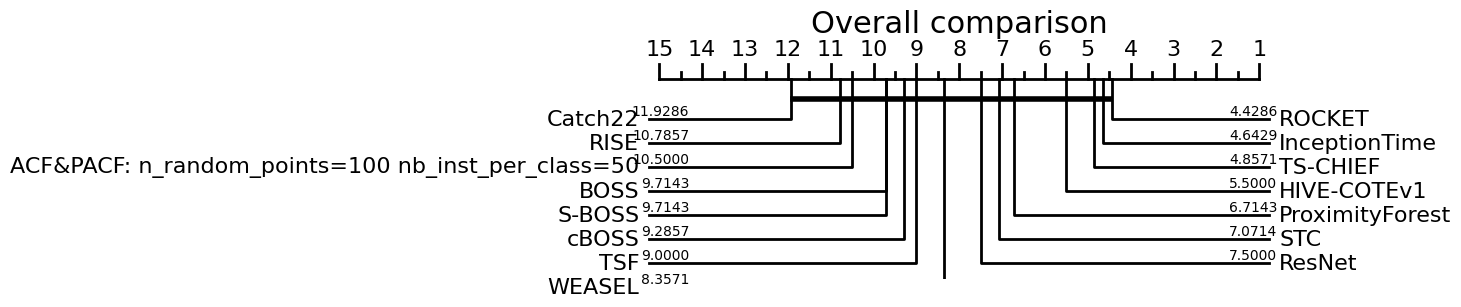 Overall comparison
15 14 13 12 11 10 9 8 7 6 5 4 3 2 1
Catch22 11.9286 4.4286 ROCKET
RISE 10.7857 4.6429 InceptionTime
ACF&PACF: n_random_points=100 nb_inst_per_class=50 10.5000 4.8571 TS-CHIEF
BOSS 9.7143 5.5000 HIVE-COTEv1
S-BOSS 9.7143 6.7143 ProximityForest
cBOSS 9.2857 7.0714 STC
TSF 9.0000 7.5000 ResNet
WEASEL 8.3571